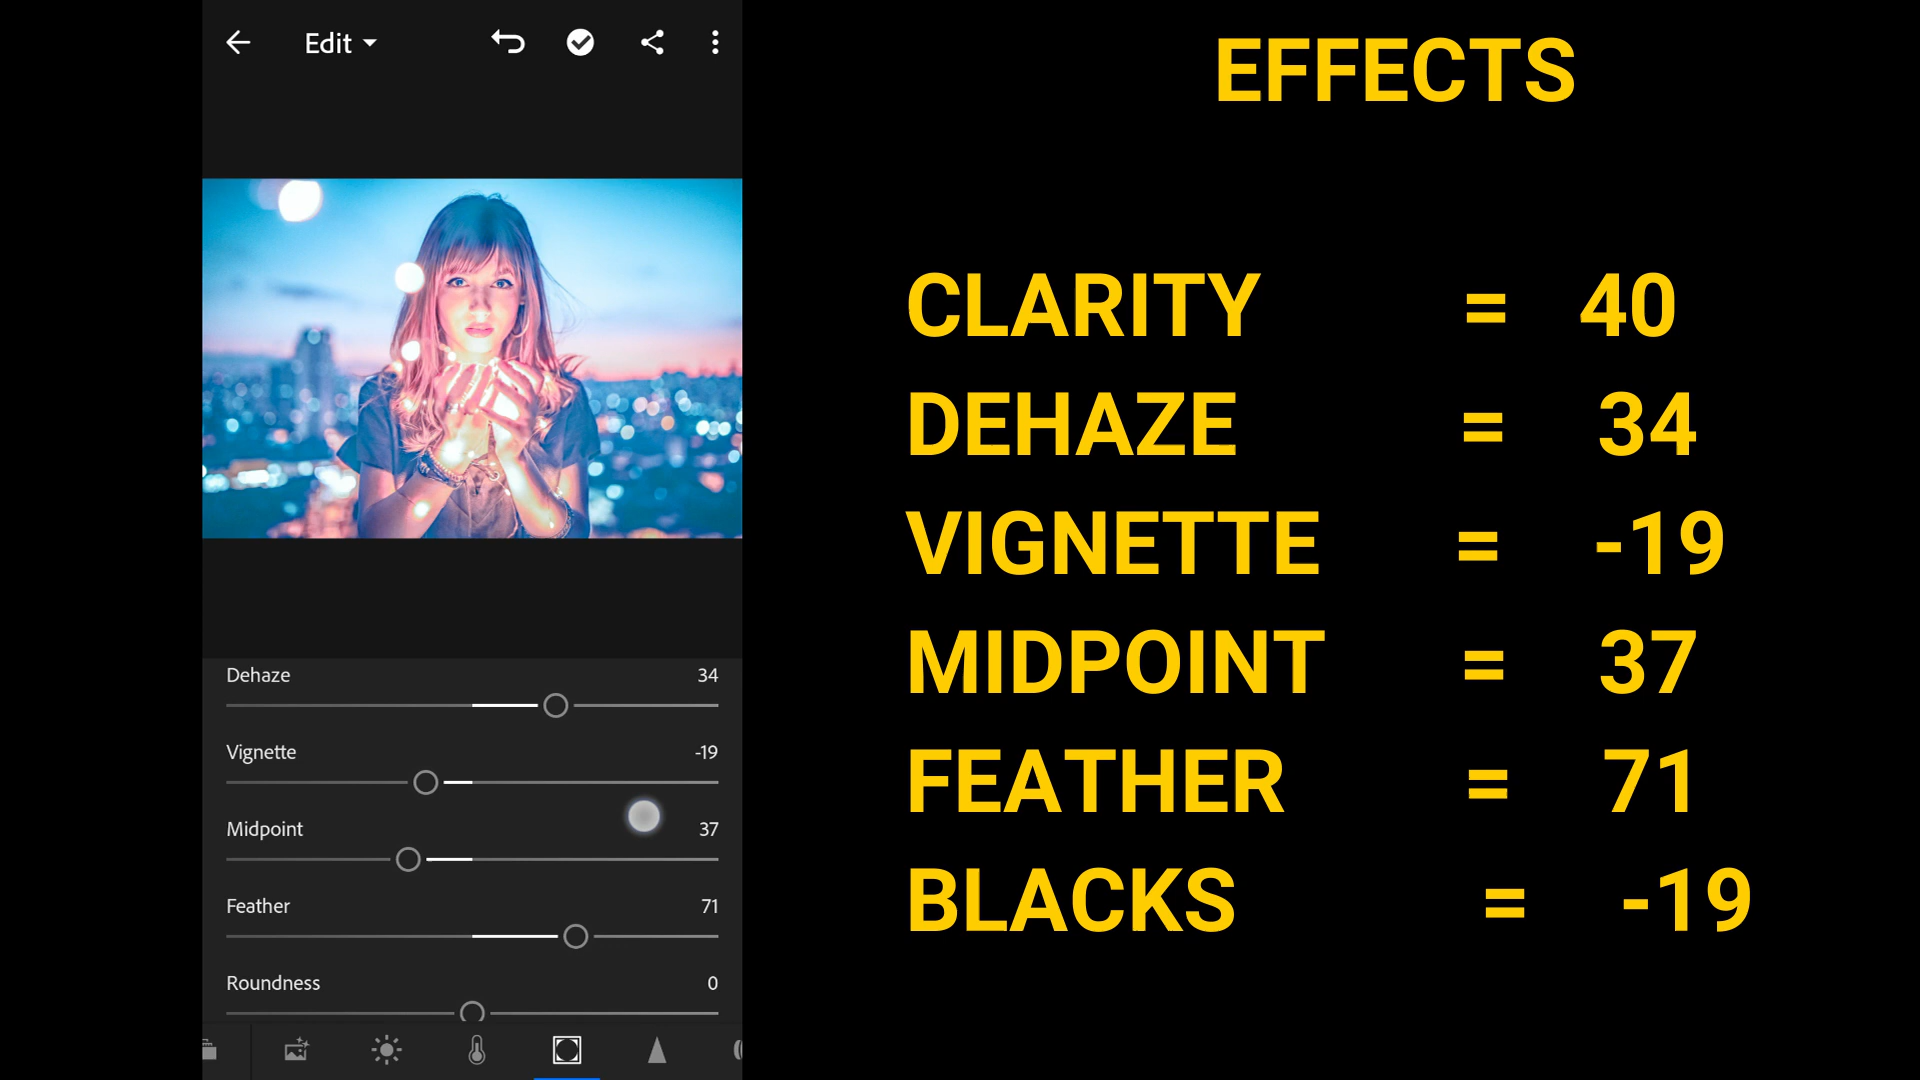 Edit
Dehaze 34
Vignette -19
Midpoint 37
Feather 71
Roundness 0
EFFECTS
CLARITY = 40
DEHAZE = 34
VIGNETTE = -19
MIDPOINT = 37
FEATHER = 71
BLACKS = -19